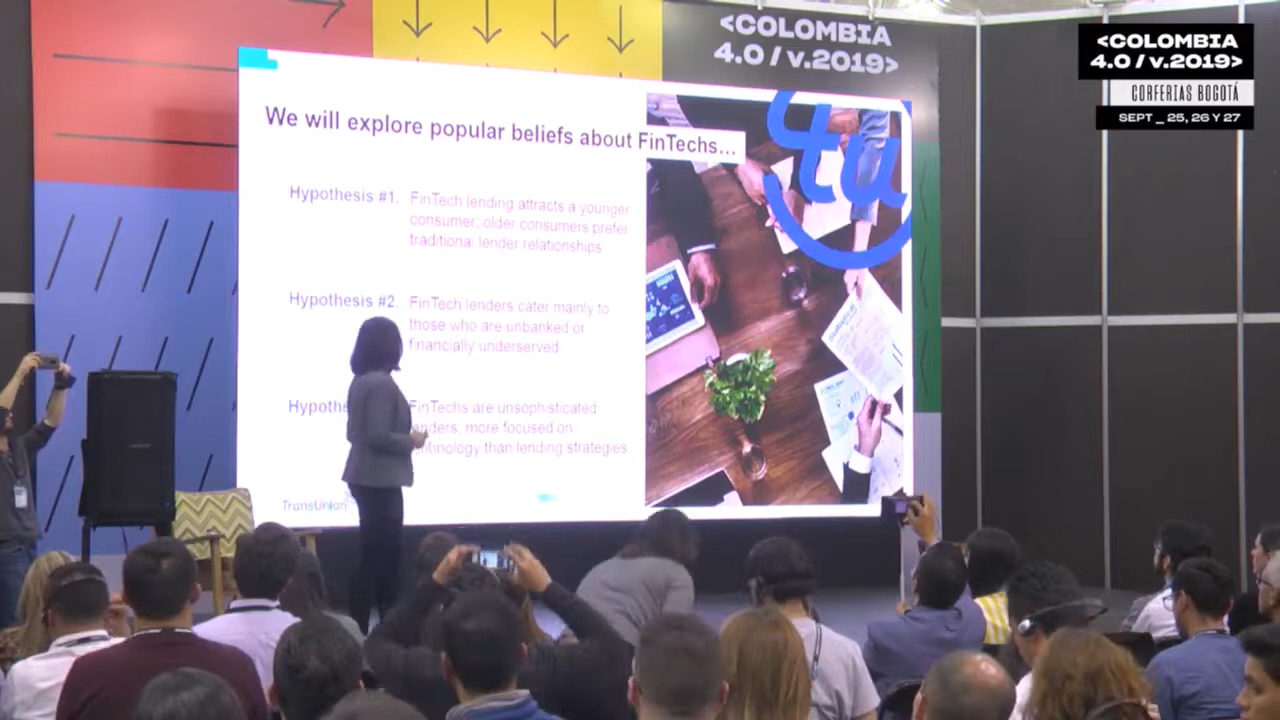 <COLOMBIA
4.0 / v.2019>
<COLOMBIA
4.0 / v.2019>
CORFERIAS BOGOTÁ
SEPT _ 25, 26 Y 27
We will explore popular beliefs about FinTechs...
tu
Hypothesis #1.
FinTech lending attracts a younger
consumer; older consumers prefer
traditional lender relationships
Hypothesis #2.
FinTech lenders cater mainly to
those who are unbanked or
financially underserved
Hypothe
FinTechs are unsophisticated
enders, more focused on
chnology than lending strategies
TransUnion